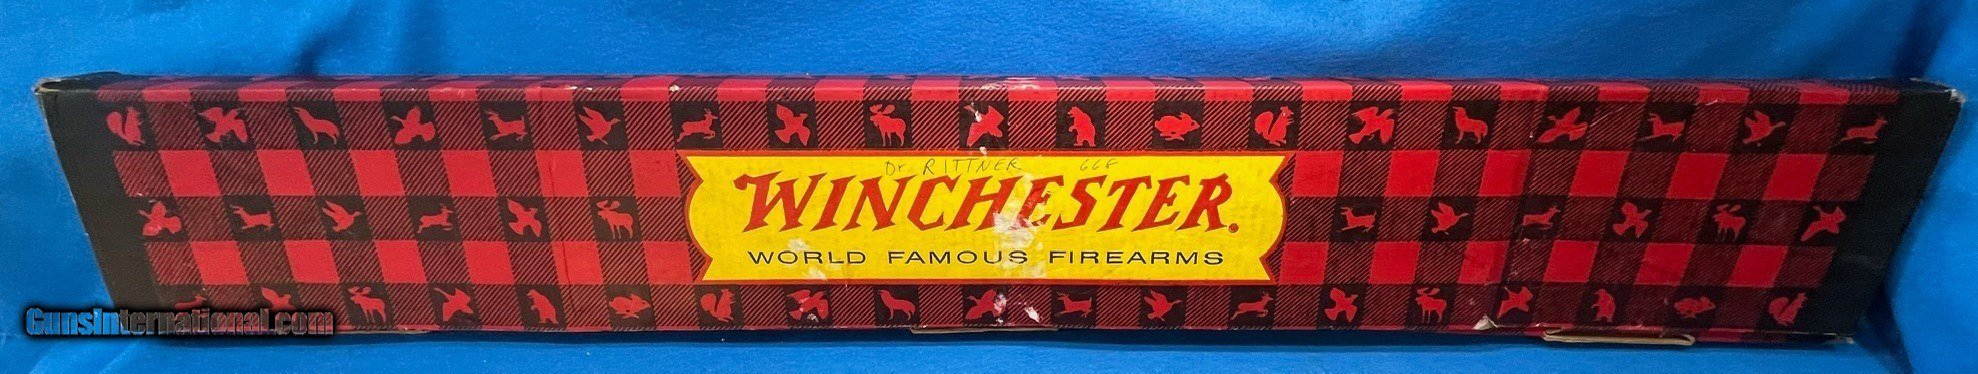 Dr. RITTNER 66F
WINCHESTER.
WORLD FAMOUS FIREARMS
GunsInternational.com